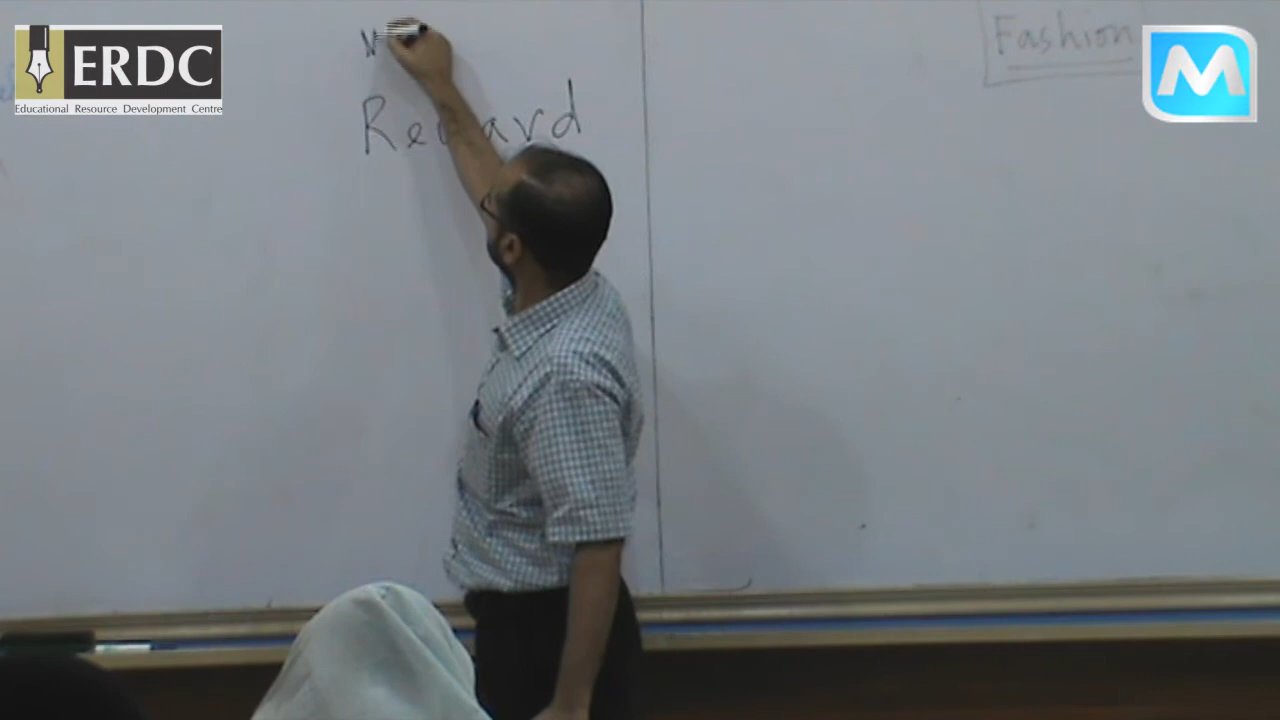 ERDC
Educational Resource Development Centre
Fashion
M
Reward